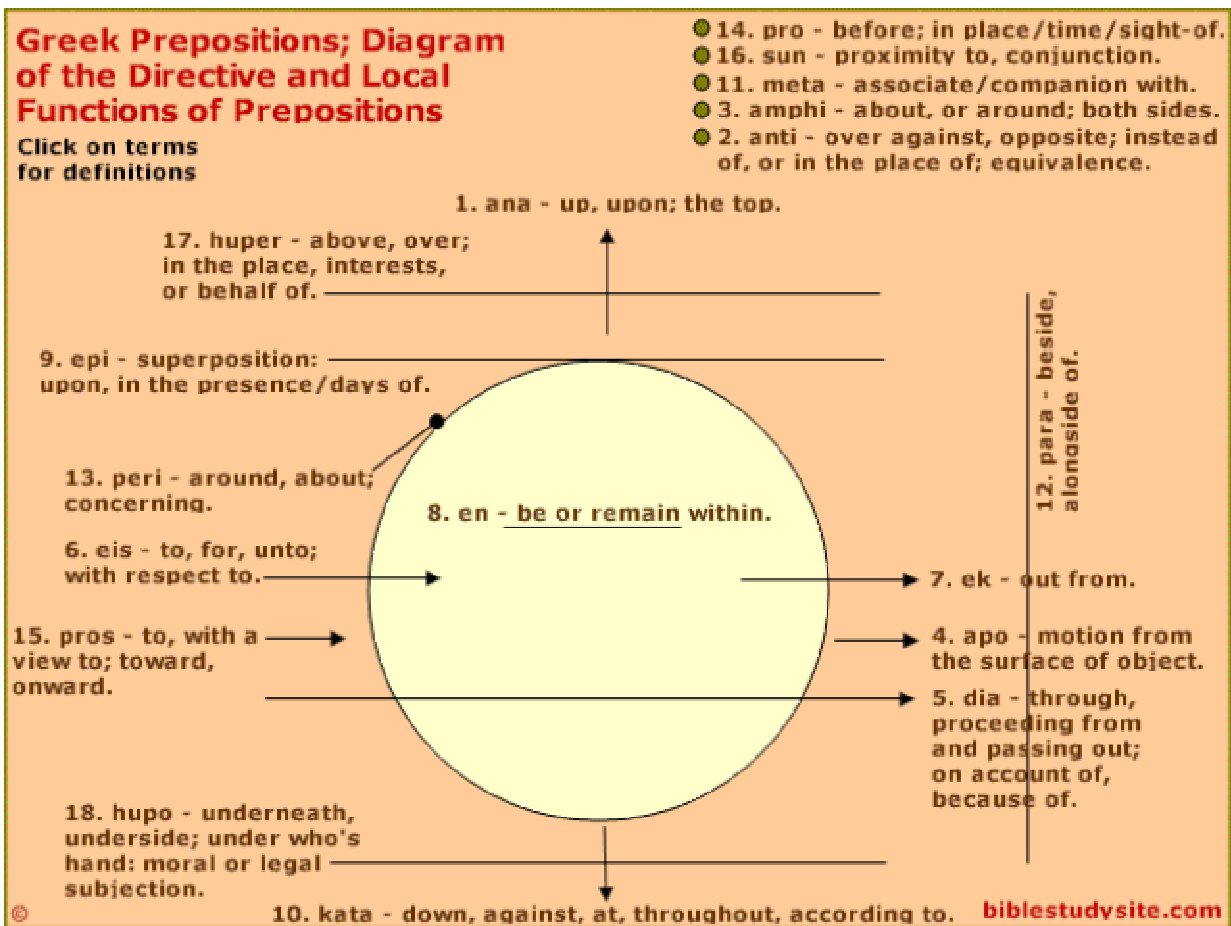 Greek Prepositions; Diagram
of the Directive and Local
Functions of Prepositions
Click on terms
for definitions
14. pro - before; in place/time/sight-of.
16. sun - proximity to, conjunction.
11. meta - associate/companion with.
3. amphi - about, or around; both sides.
2. anti - over against, opposite; instead
of, or in the place of; equivalence.
1. ana - up, upon; the top.
17. huper - above, over;
in the place, interests,
or behalf of.
9. epi - superposition:
upon, in the presence/days of.
12. para - beside,
alongside of.
13. peri - around, about;
concerning.
8. en - be or remain within.
6. eis - to, for, unto;
with respect to.
7. ek - out from.
15. pros - to, with a
view to; toward,
onward.
4. apo - motion from
the surface of object.
5. dia - through,
proceeding from
and passing out;
on account of,
because of.
18. hupo - underneath,
underside; under who's
hand: moral or legal
subjection.
10. kata - down, against, at, throughout, according to.
©
biblestudysite.com